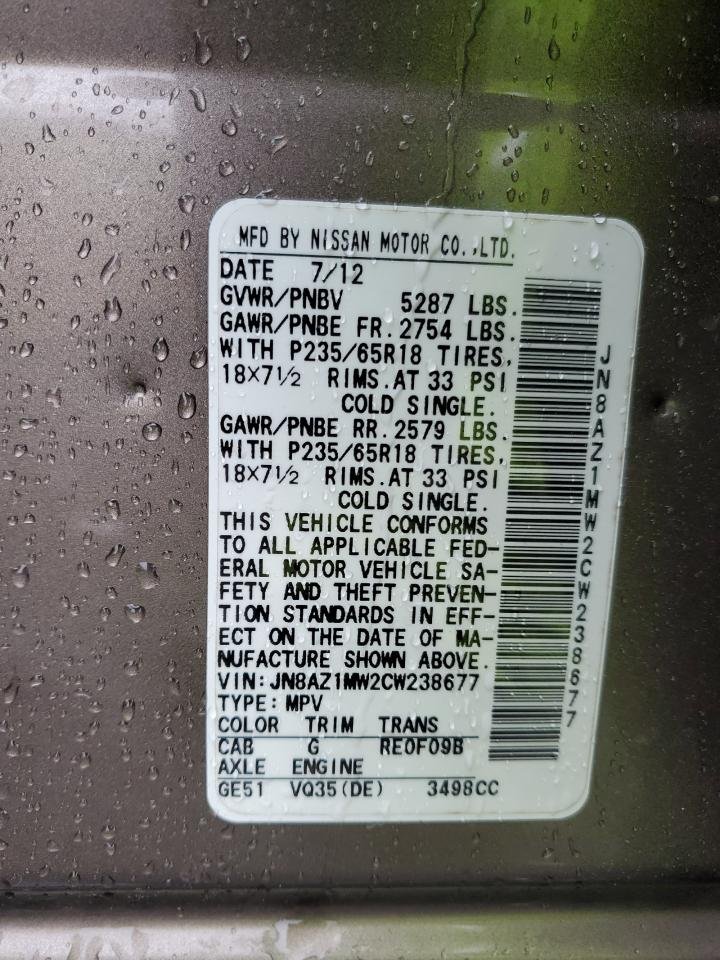 MFD BY NISSAN MOTOR CO.,LTD.
DATE 7/12
GVWR/PNBV 5287 LBS.
GAWR/PNBE FR. 2754 LBS.
WITH P235/65R18 TIRES,
18×7½ RIMS. AT 33 PSI
COLD SINGLE.
GAWR/PNBE RR. 2579 LBS.
WITH P235/65R18 TIRES,
18×7½ RIMS. AT 33 PSI
COLD SINGLE.
THIS VEHICLE CONFORMS
TO ALL APPLICABLE FED-
ERAL MOTOR VEHICLE SA-
FETY AND THEFT PREVEN-
TION STANDARDS IN EFF-
ECT ON THE DATE OF MA-
NUFACTURE SHOWN ABOVE.
VIN: JN8AZ1MW2CW238677
TYPE: MPV
COLOR TRIM TRANS
CAB G RE0F09B
AXLE ENGINE
GE51 VQ35(DE) 3498CC
JN8AZ1MW2CW238677